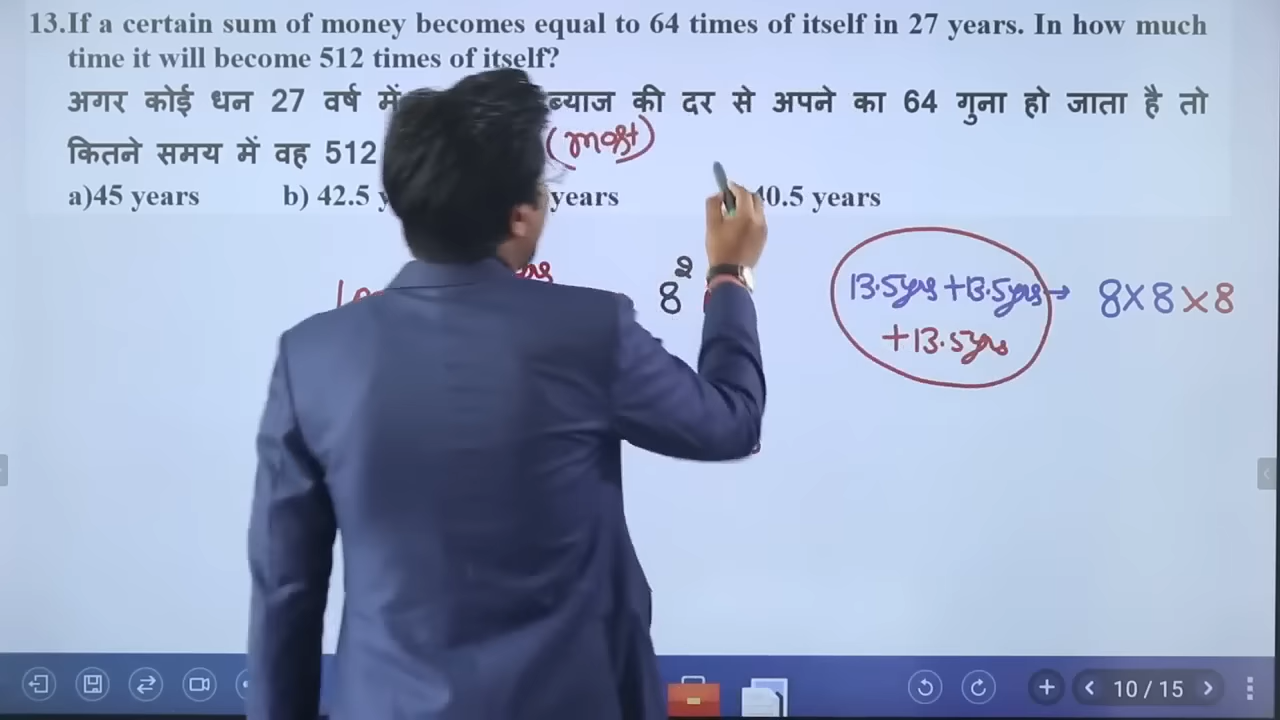 13.If a certain sum of money becomes equal to 64 times of itself in 27 years. In how much
time it will become 512 times of itself?
अगर कोई धन 27 वर्ष में ब्याज की दर से अपने का 64 गुना हो जाता है तो
कितने समय में वह 512 (most)
a)45 years b) 42.5 years 40.5 years
8² 13.5yrs +13.5yrs → 8×8×8
+13.5yrs
10 / 15